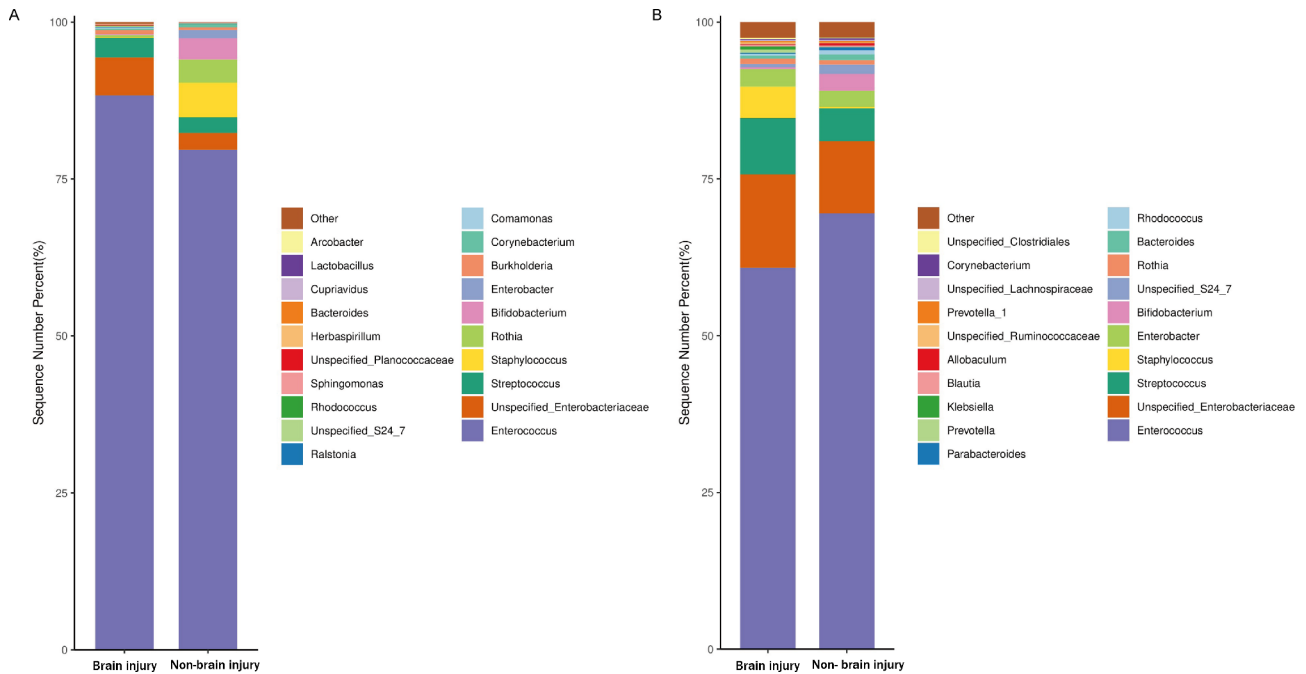 A
Sequence Number Percent(%)
100
75
50
25
0
Brain injury
Non-brain injury
Other
Arcobacter
Lactobacillus
Cupriavidus
Bacteroides
Herbaspirillum
Unspecified_Planococcaceae
Sphingomonas
Rhodococcus
Unspecified_S24_7
Ralstonia
Comamonas
Corynebacterium
Burkholderia
Enterobacter
Bifidobacterium
Rothia
Staphylococcus
Streptococcus
Unspecified_Enterobacteriaceae
Enterococcus
B
Sequence Number Percent(%)
100
75
50
25
0
Brain injury
Non- brain injury
Other
Unspecified_Clostridiales
Corynebacterium
Unspecified_Lachnospiraceae
Prevotella_1
Unspecified_Ruminococcaceae
Allobaculum
Blautia
Klebsiella
Prevotella
Parabacteroides
Rhodococcus
Bacteroides
Rothia
Unspecified_S24_7
Bifidobacterium
Enterobacter
Staphylococcus
Streptococcus
Unspecified_Enterobacteriaceae
Enterococcus